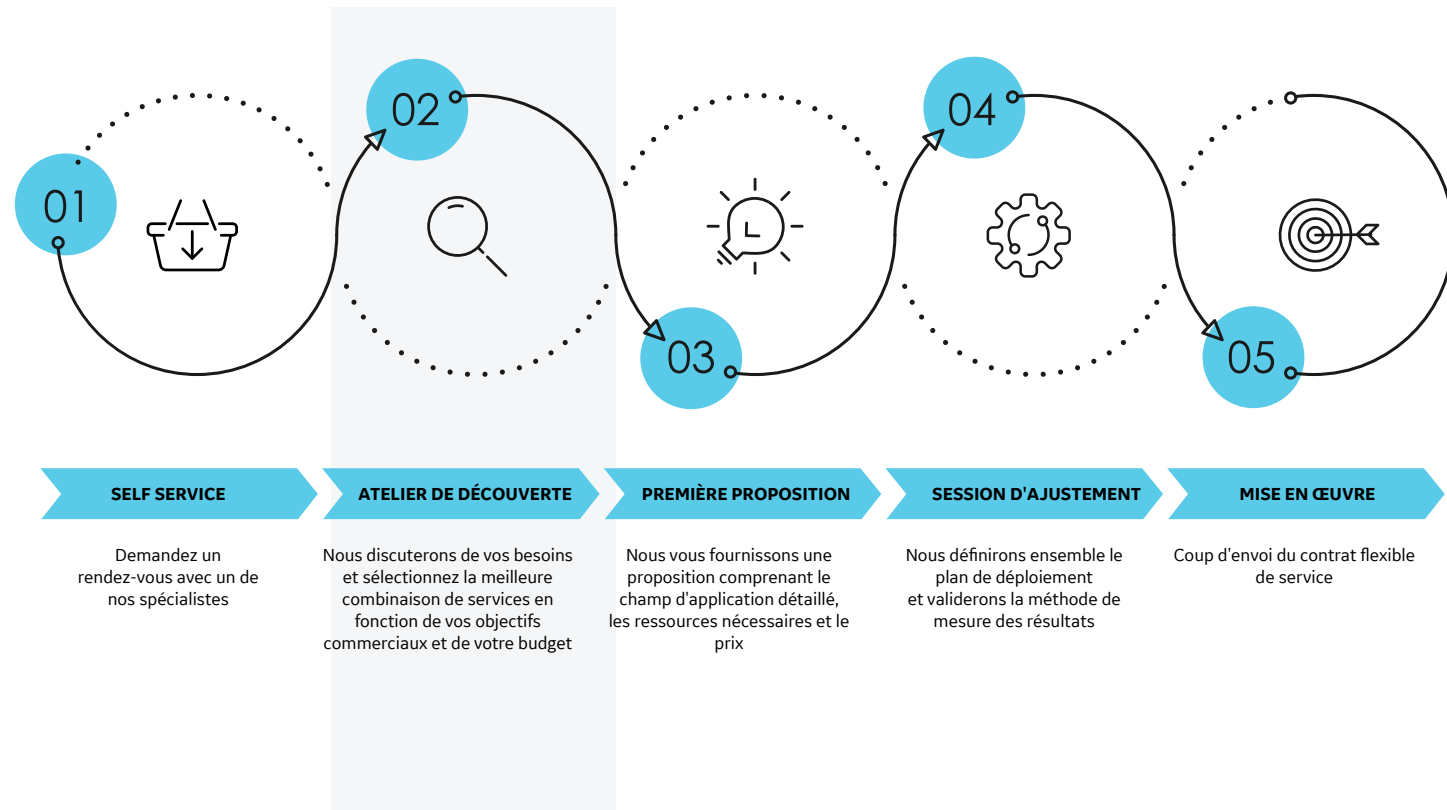 01
02
03
04
05
SELF SERVICE
Demandez un
rendez-vous avec un de
nos spécialistes
ATELIER DE DÉCOUVERTE
Nous discuterons de vos besoins
et sélectionnez la meilleure
combinaison de services en
fonction de vos objectifs
commerciaux et de votre budget
PREMIÈRE PROPOSITION
Nous vous fournissons une
proposition comprenant le
champ d'application détaillé,
les ressources nécessaires et le
prix
SESSION D'AJUSTEMENT
Nous définirons ensemble le
plan de déploiement
et validerons la méthode de
mesure des résultats
MISE EN ŒUVRE
Coup d'envoi du contrat flexible
de service